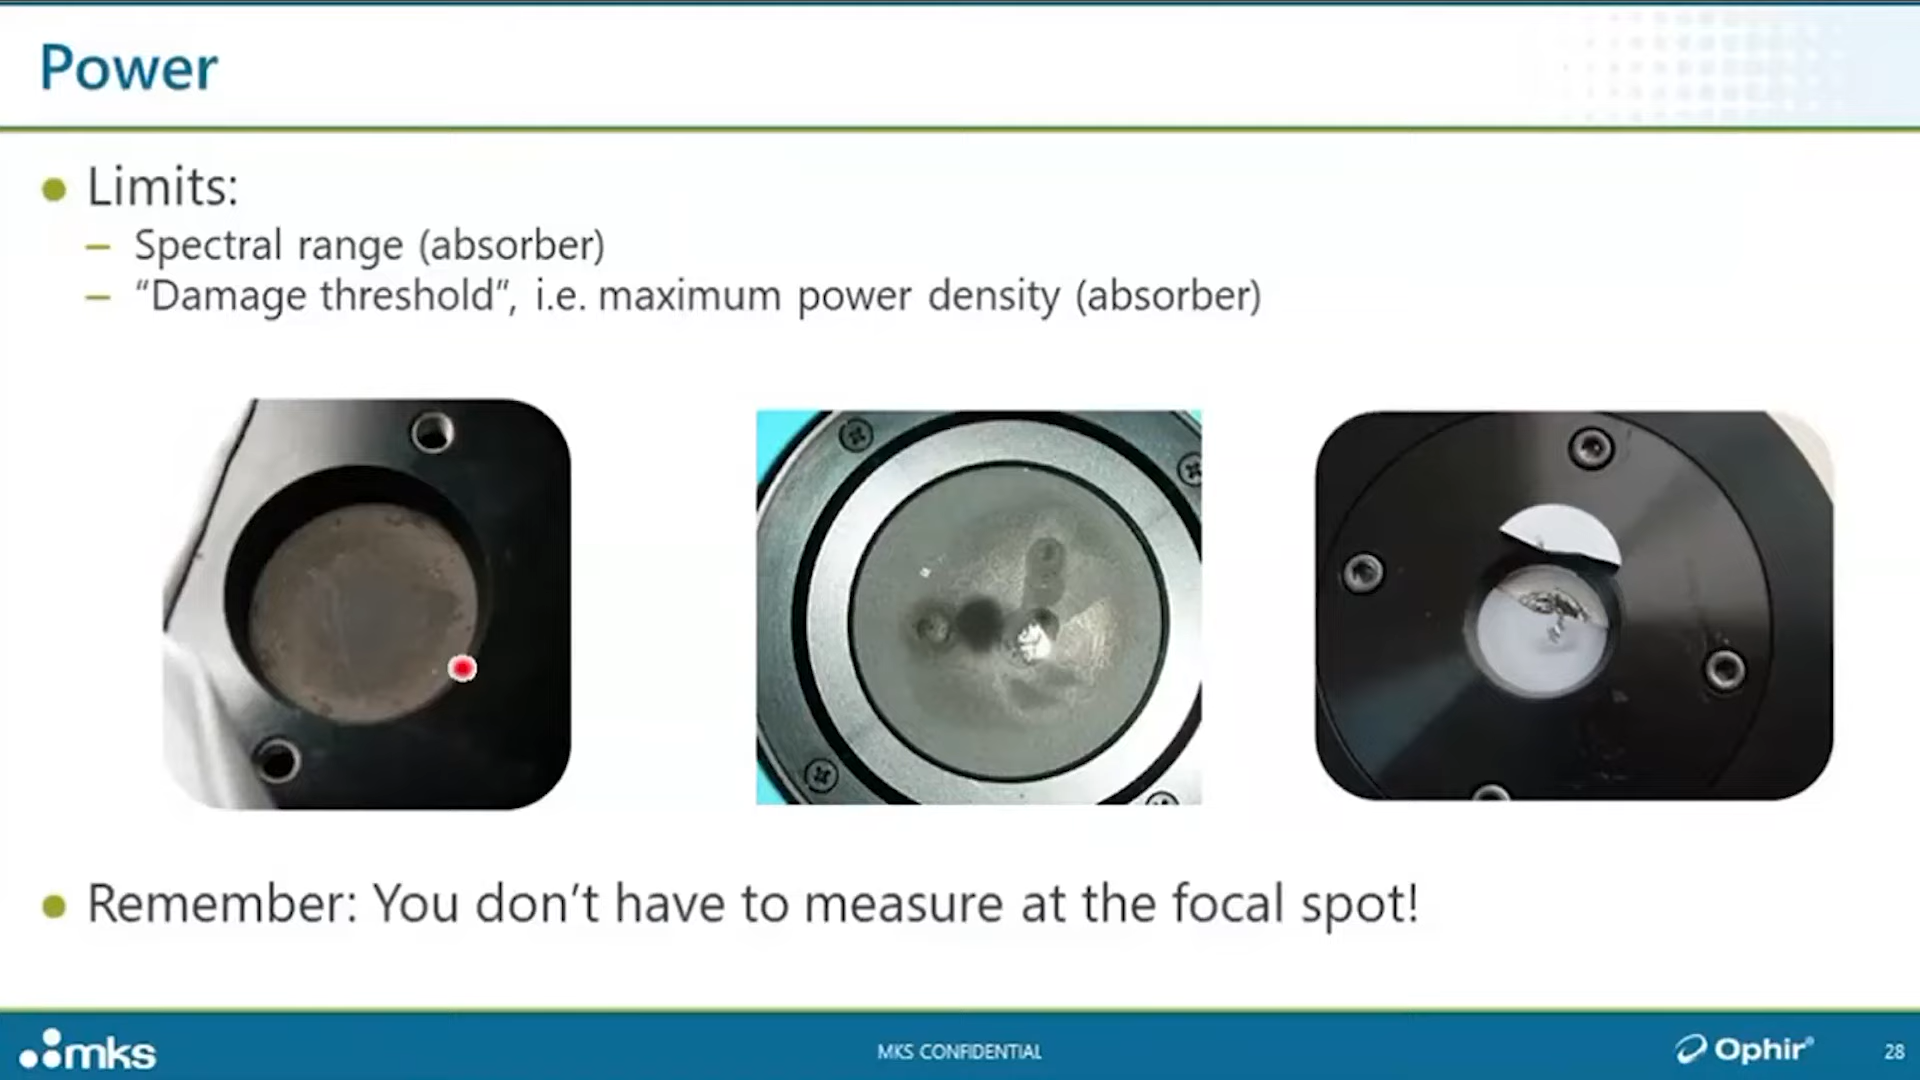 Power
Limits:
– Spectral range (absorber)
– “Damage threshold”, i.e. maximum power density (absorber)
Remember: You don’t have to measure at the focal spot!
mks
MKS CONFIDENTIAL
Ophir®
28